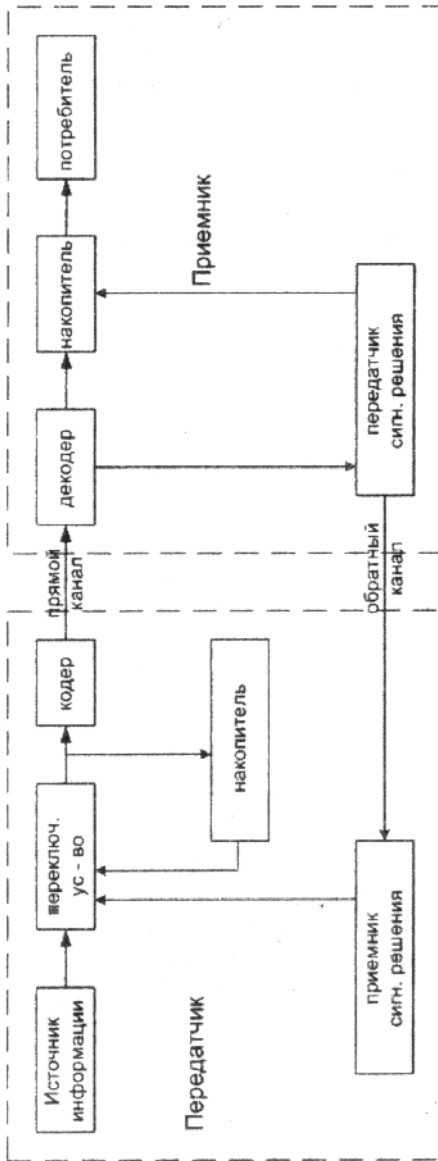 Источник
информации
переключ.
ус - во
кодер
прямой
канал
декодер
накопитель
потребитель
накопитель
Передатчик
Приемник
приемник
сигн. решения
обратный
канал
передатчик
сигн. решения